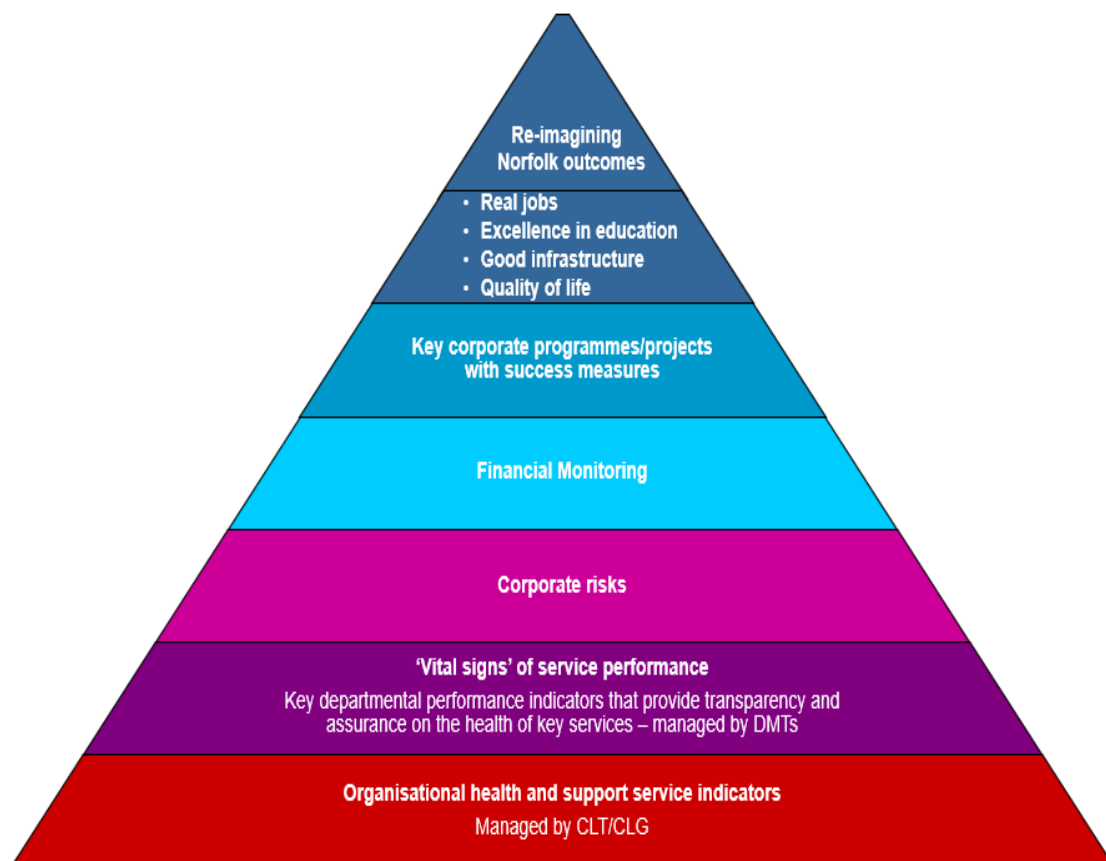 Re-imagining
Norfolk outcomes
• Real jobs
• Excellence in education
• Good infrastructure
• Quality of life
Key corporate programmes/projects
with success measures
Financial Monitoring
Corporate risks
‘Vital signs’ of service performance
Key departmental performance indicators that provide transparency and
assurance on the health of key services – managed by DMTs
Organisational health and support service indicators
Managed by CLT/CLG